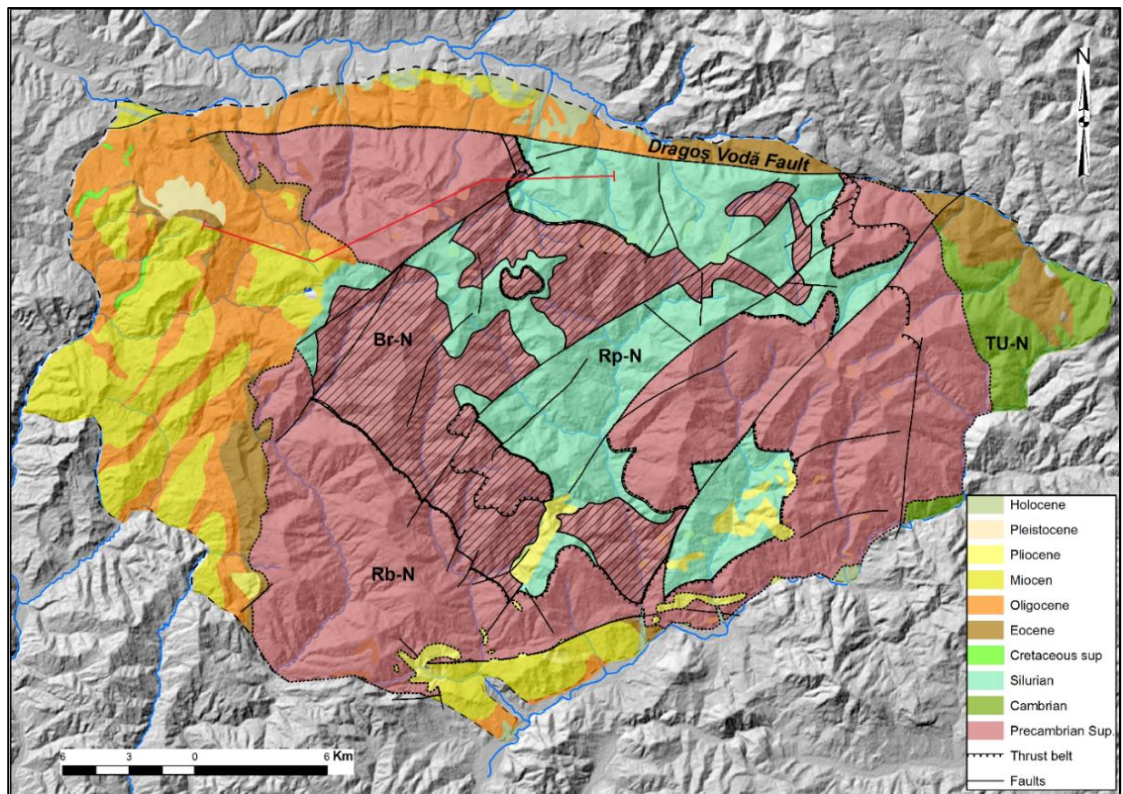 N
Dragoș Vodă Fault
Br-N
Rp-N
TU-N
Rb-N
Holocene
Pleistocene
Pliocene
Miocen
Oligocene
Eocene
Cretaceous sup
Silurian
Cambrian
Precambrian Sup.
Thrust belt
Faults
6 3 0 6 Km